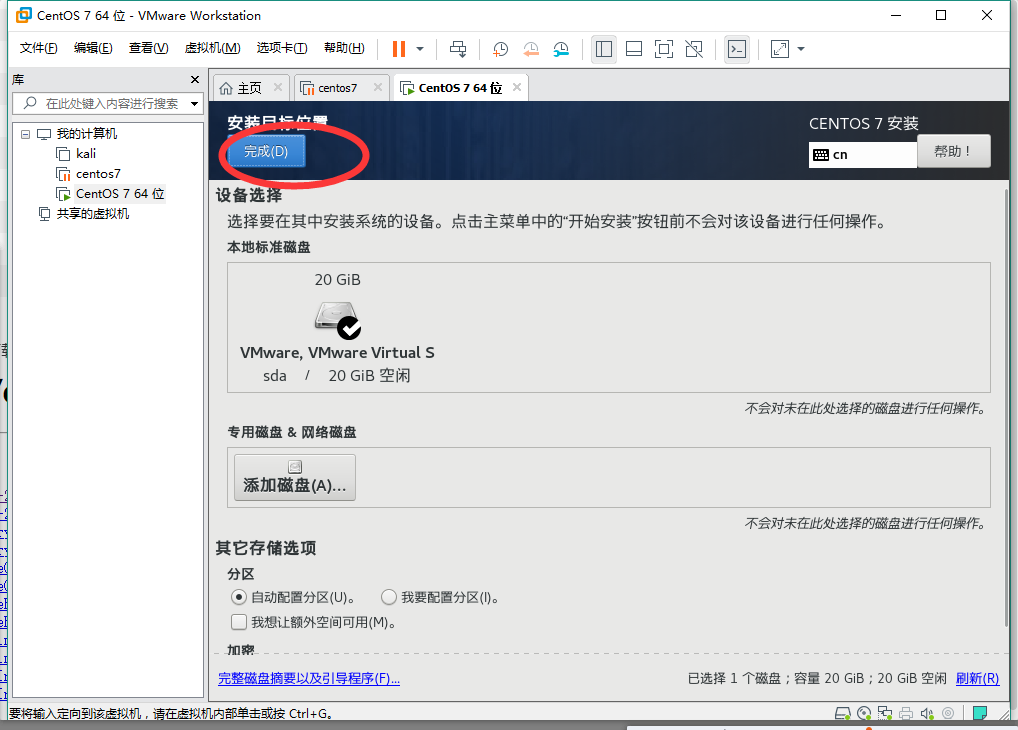 CentOS 7 64 位 - VMware Workstation
文件(F) 编辑(E) 查看(V) 虚拟机(M) 选项卡(T) 帮助(H)
库
在此处键入内容进行搜索
我的计算机
kali
centos7
CentOS 7 64 位
共享的虚拟机
主页 centos7 CentOS 7 64 位
安装目标位置
CENTOS 7 安装
完成(D)
cn
帮助！
设备选择
选择要在其中安装系统的设备。点击主菜单中的“开始安装”按钮前不会对该设备进行任何操作。
本地标准磁盘
20 GiB
VMware, VMware Virtual S
sda / 20 GiB 空闲
不会对未在此处选择的磁盘进行任何操作。
专用磁盘 & 网络磁盘
添加磁盘(A)...
不会对未在此处选择的磁盘进行任何操作。
其它存储选项
分区
自动配置分区(U)。 我要配置分区(I)。
我想让额外空间可用(M)。
加密
完整磁盘摘要以及引导程序(F)...
已选择 1 个磁盘；容量 20 GiB；20 GiB 空闲 刷新(R)
要将输入定向到该虚拟机，请在虚拟机内部单击或按 Ctrl+G。